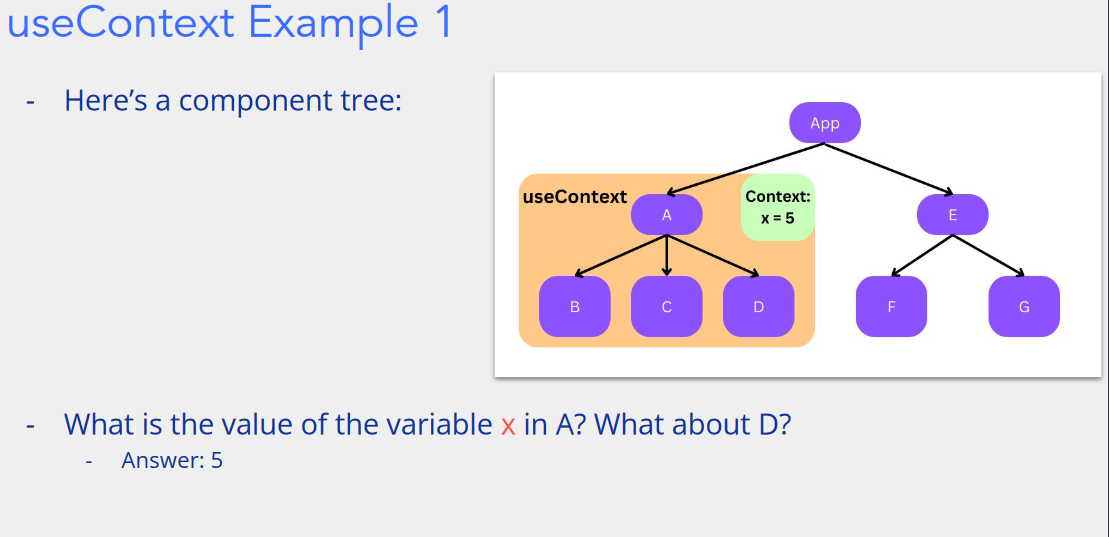 useContext Example 1
- Here’s a component tree:
App
useContext
A
Context:
x = 5
E
B
C
D
F
G
- What is the value of the variable x in A? What about D?
- Answer: 5